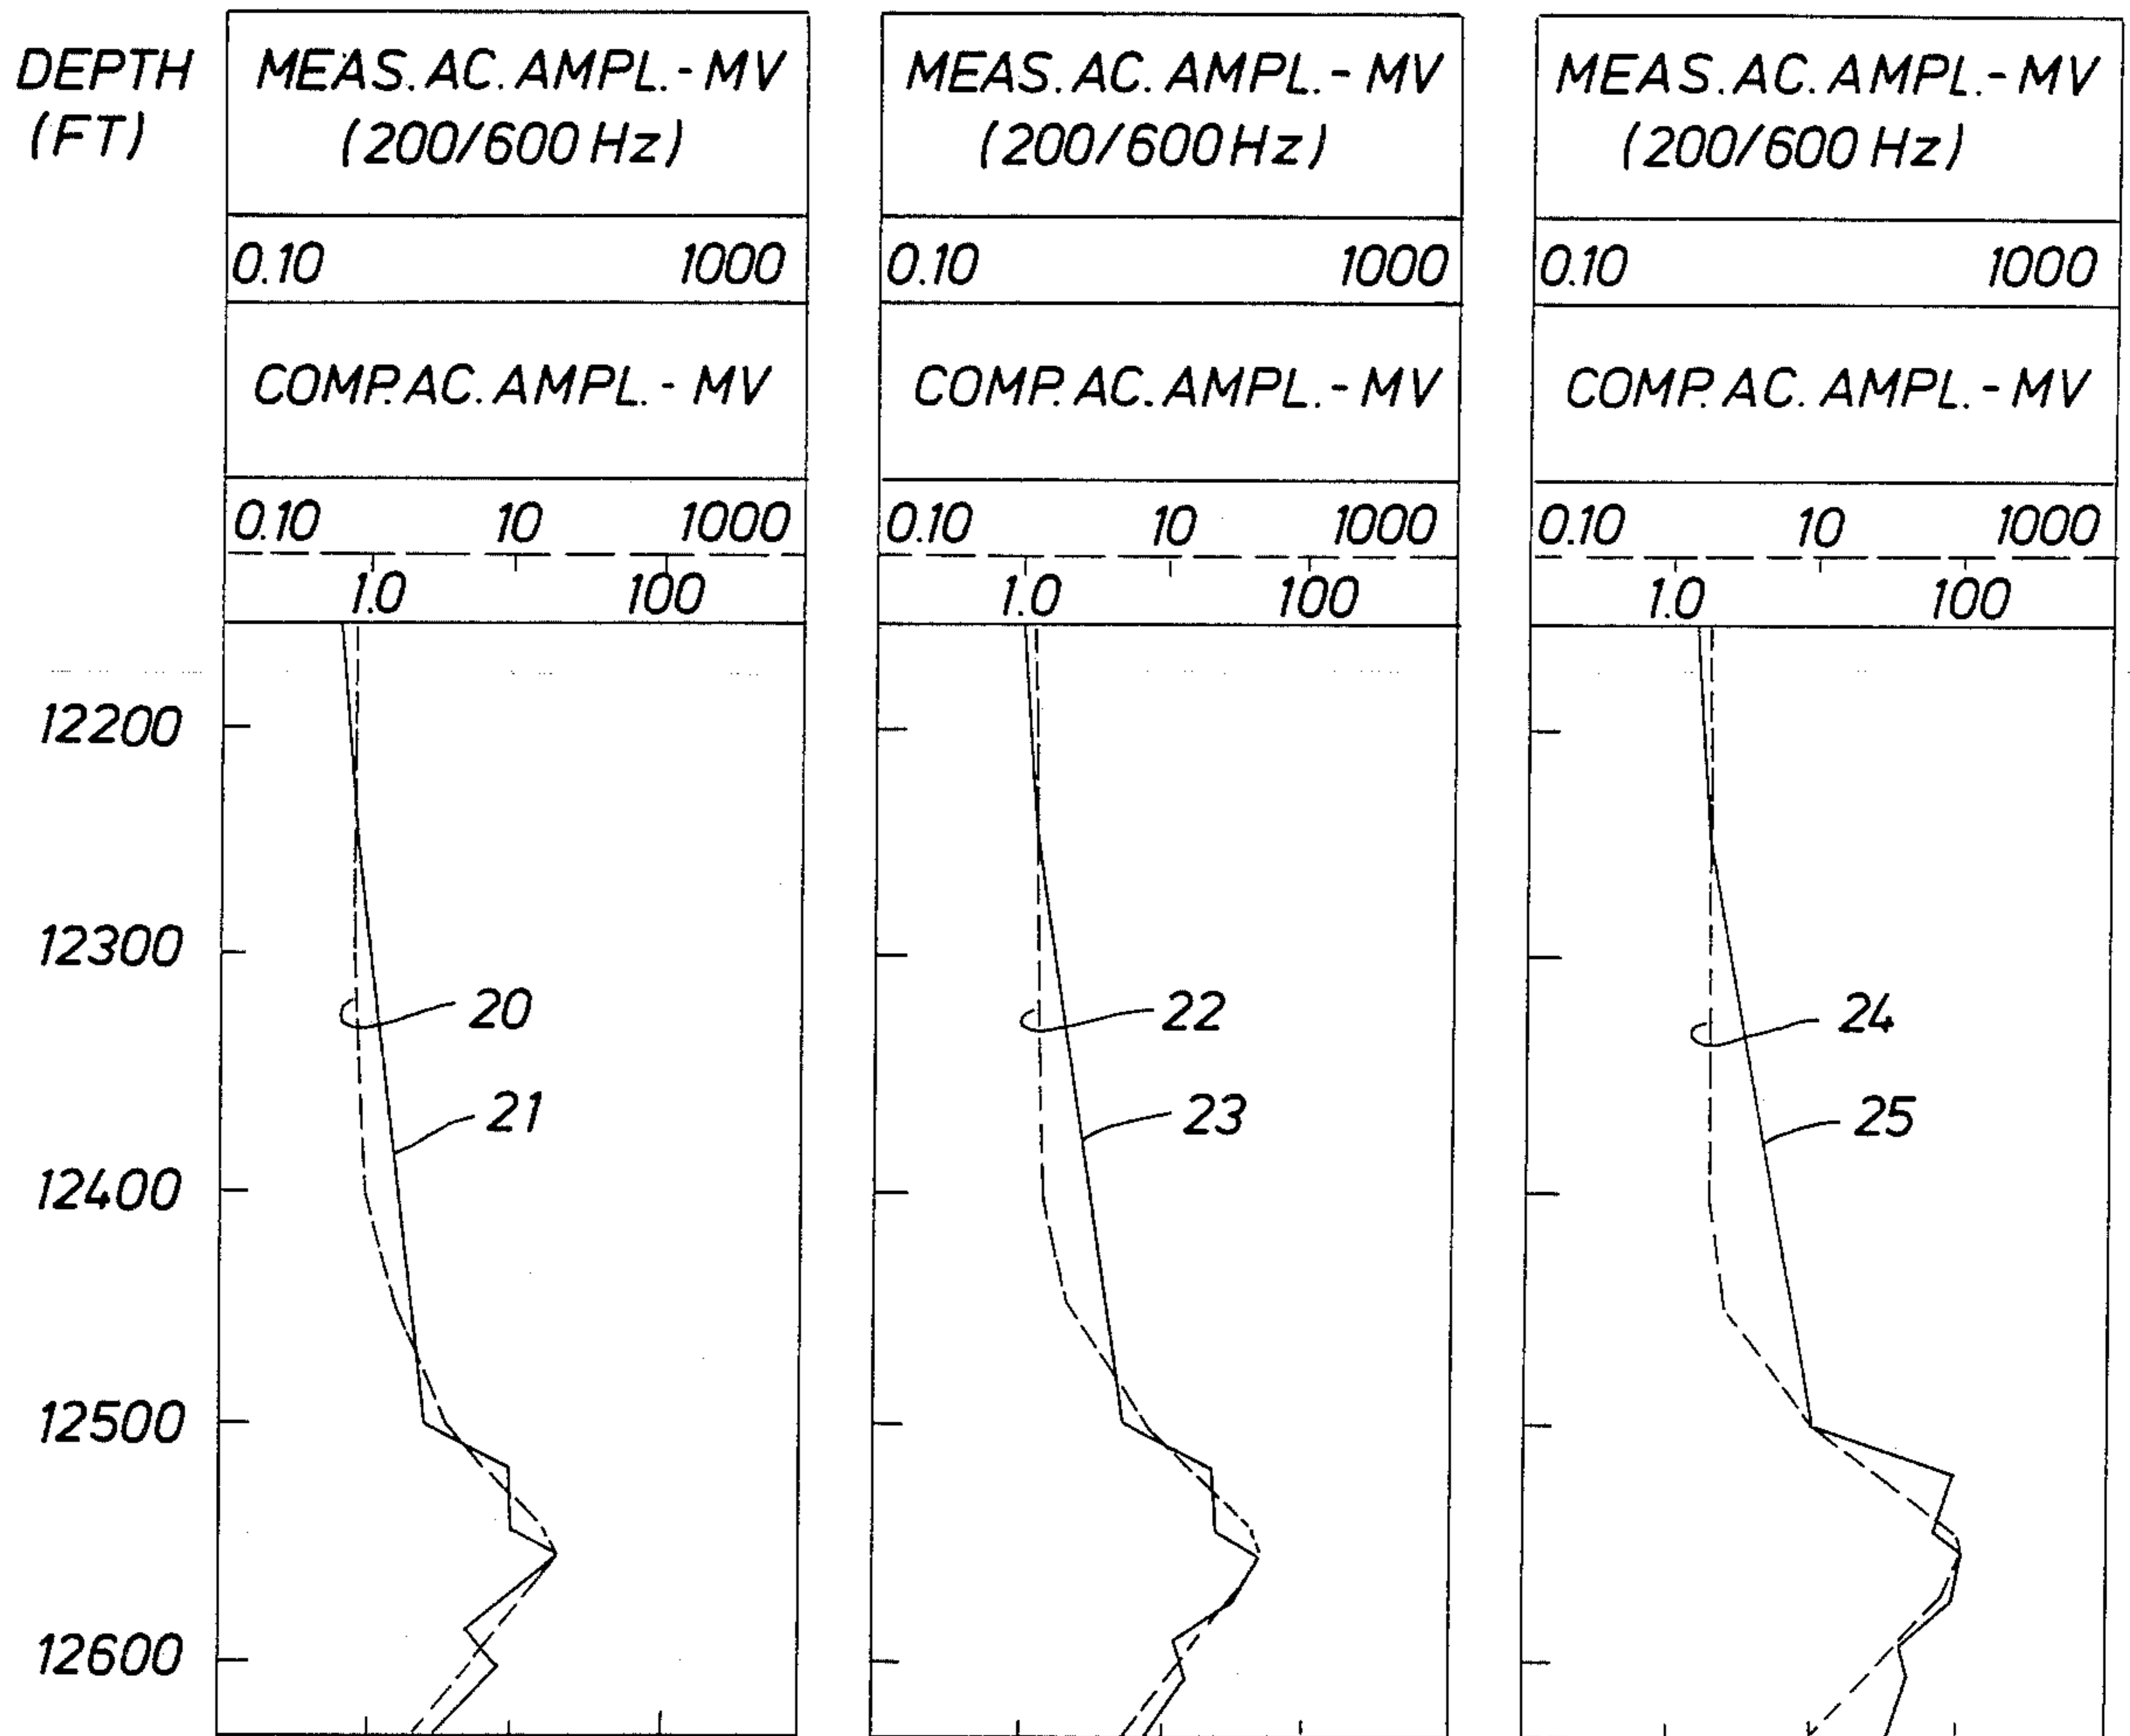 DEPTH
(FT)
MEAS. AC. AMPL. - MV
(200/600 Hz)
0.10 1000
COMP. AC. AMPL. - MV
0.10 10 1000
1.0 100
MEAS. AC. AMPL. - MV
(200/600 Hz)
0.10 1000
COMP. AC. AMPL. - MV
0.10 10 1000
1.0 100
MEAS. AC. AMPL. - MV
(200/600 Hz)
0.10 1000
COMP. AC. AMPL. - MV
0.10 10 1000
1.0 100
12200
12300
12400
12500
12600
20
21
22
23
24
25